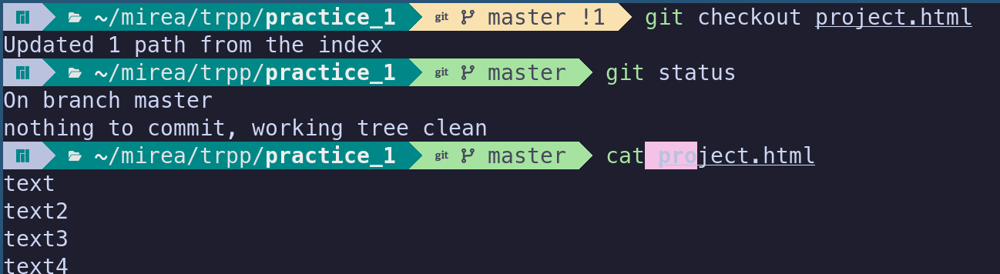 ~/mirea/trpp/practice_1 git master !1 git checkout project.html
Updated 1 path from the index
~/mirea/trpp/practice_1 git master git status
On branch master
nothing to commit, working tree clean
~/mirea/trpp/practice_1 git master cat project.html
text
text2
text3
text4